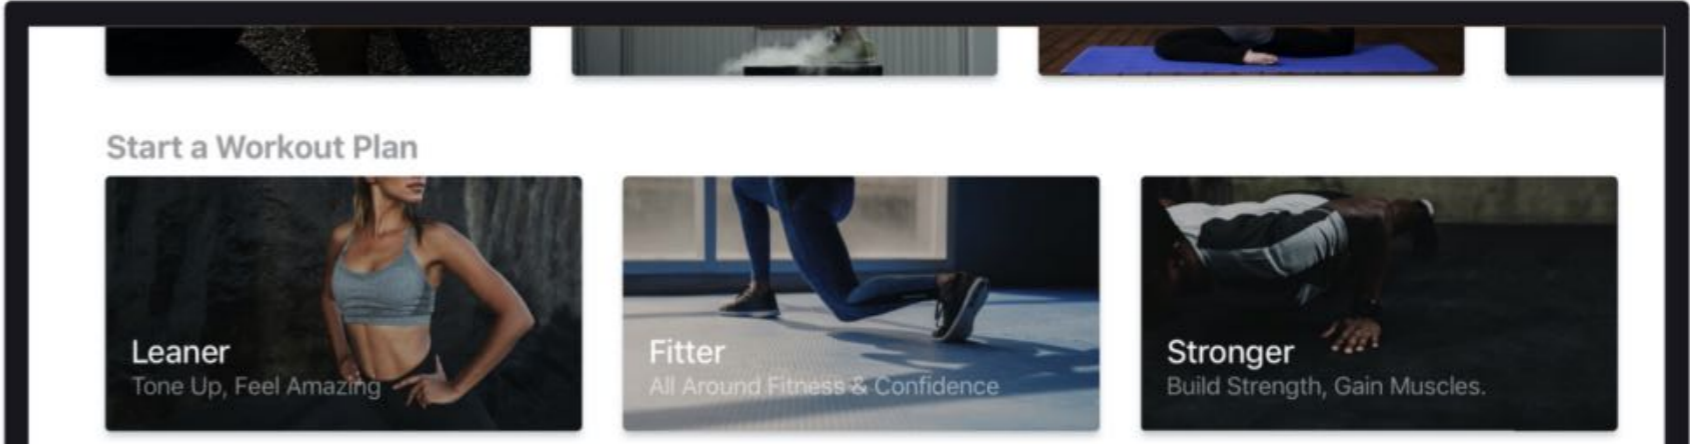 Start a Workout Plan
Leaner
Tone Up, Feel Amazing
Fitter
All Around Fitness & Confidence
Stronger
Build Strength, Gain Muscles.